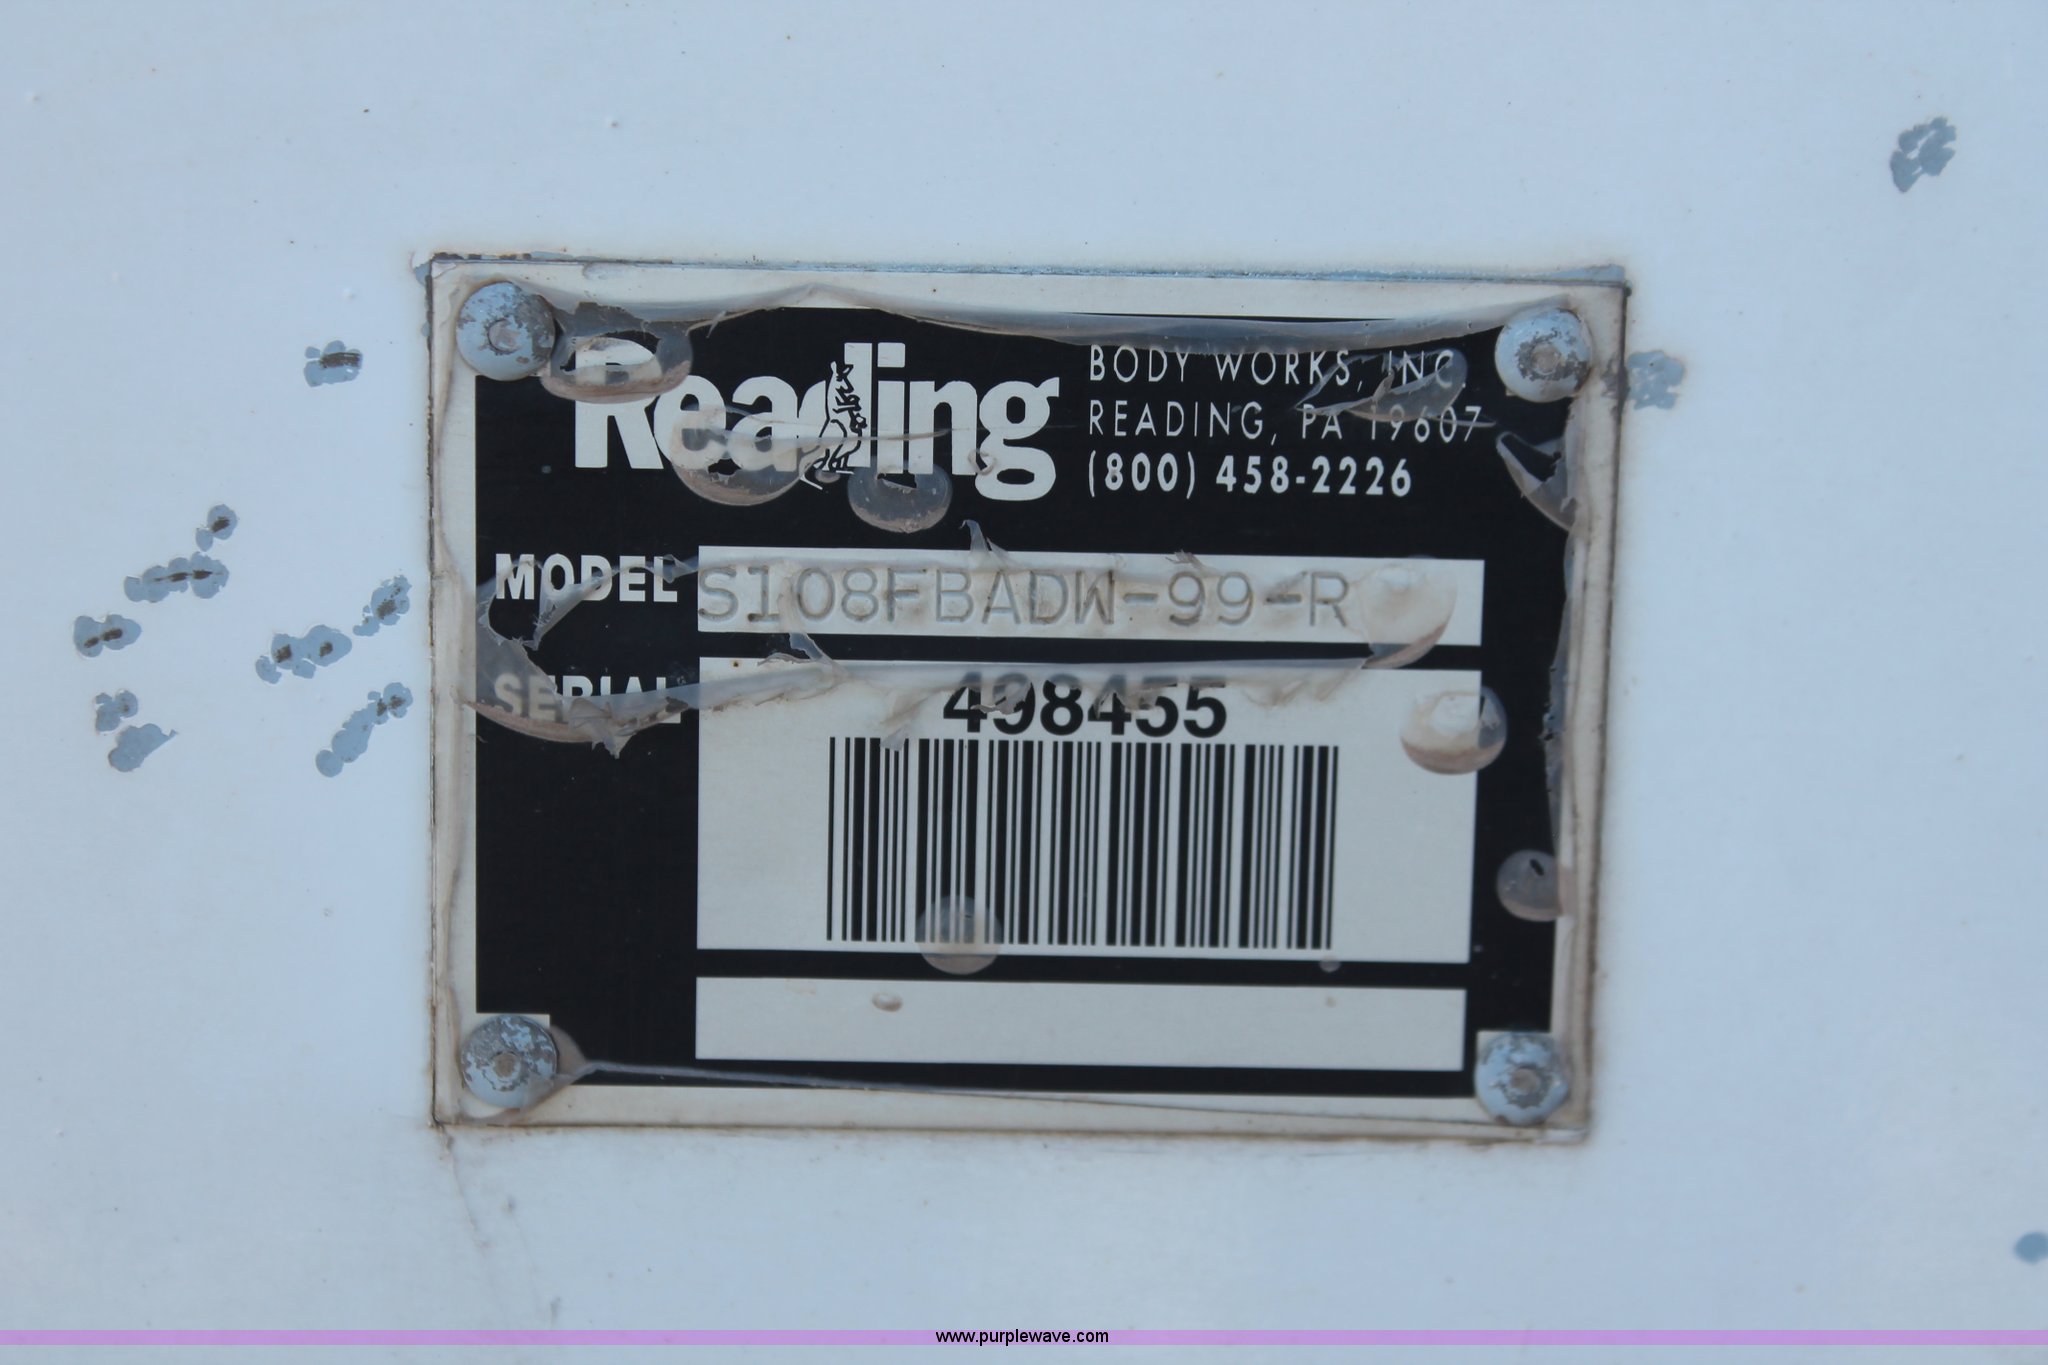 Reading
BODY WORKS, INC.
READING, PA 19607
(800) 458-2226
MODEL S108FBADW-99-R
SERIAL 498455
www.purplewave.com